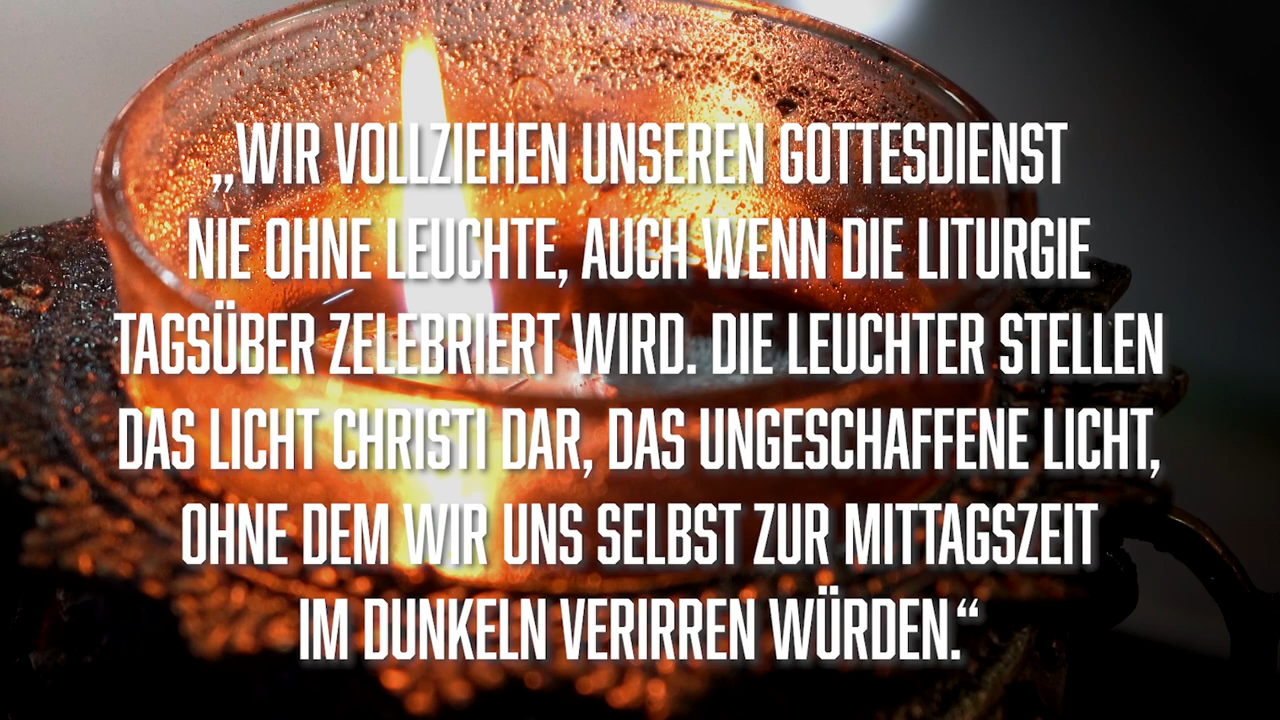 „WIR VOLLZIEHEN UNSEREN GOTTESDIENST
NIE OHNE LEUCHTE, AUCH WENN DIE LITURGIE
TAGSÜBER ZELEBRIERT WIRD. DIE LEUCHTER STELLEN
DAS LICHT CHRISTI DAR, DAS UNGESCHAFFENE LICHT,
OHNE DEM WIR UNS SELBST ZUR MITTAGSZEIT
IM DUNKELN VERIRREN WÜRDEN.“